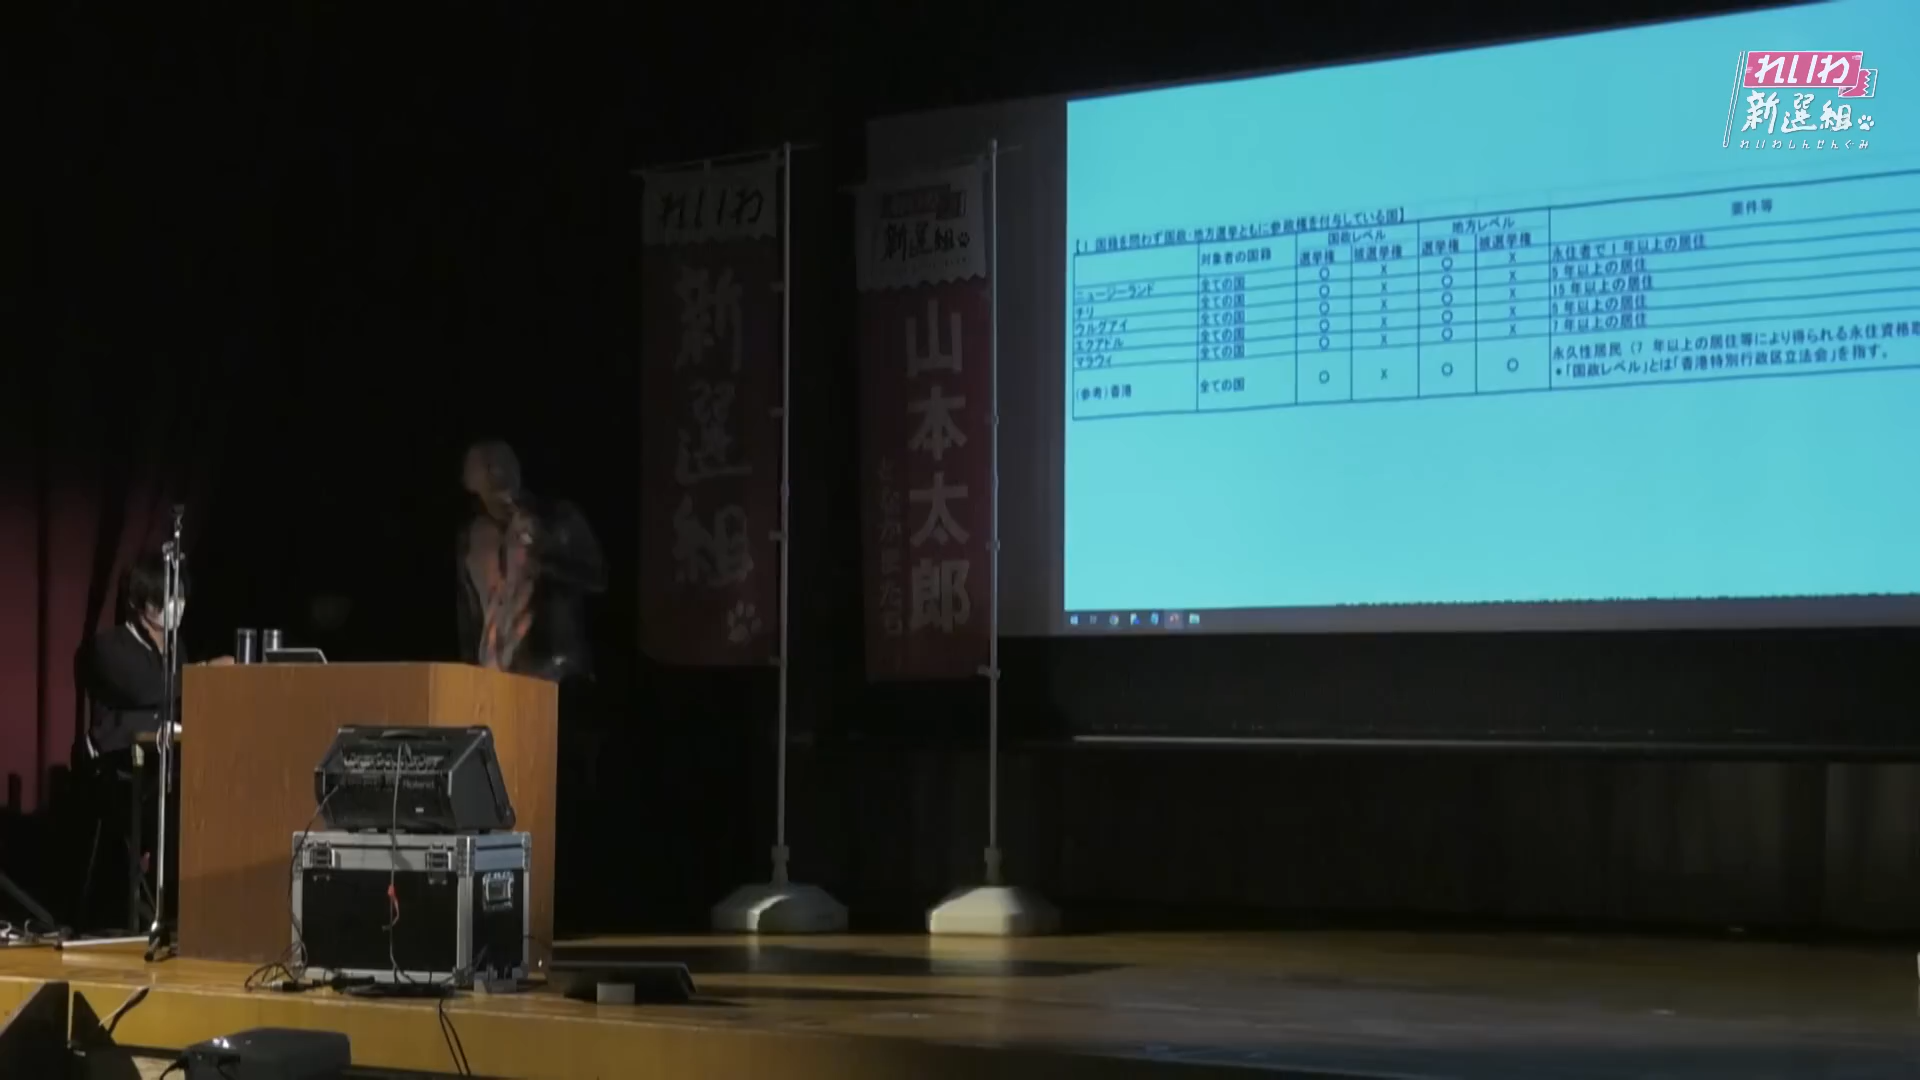 れいわ
新選組
れいわしんせんぐみ
れいわ
新選組
れいわ
新選組
山本太郎
となかまたち
【1 国籍を問わず国政・地方選挙ともに参政権を付与している国】
対象者の国籍 国政レベル 地方レベル 要件等
選挙権 被選挙権 選挙権 被選挙権
ニュージーランド 全ての国 ○ x ○ x 永住者で1年以上の居住
チリ 全ての国 ○ x ○ x 5年以上の居住
ウルグアイ 全ての国 ○ x ○ x 15年以上の居住
エクアドル 全ての国 ○ x ○ x 5年以上の居住
マラウィ 全ての国 ○ x ○ x 7年以上の居住
(参考)香港 全ての国 ○ x ○ ○ 永久性居民（7 年以上の居住等により得られる永住資格
*「国政レベル」とは「香港特別行政区立法会」を指す。
Roland